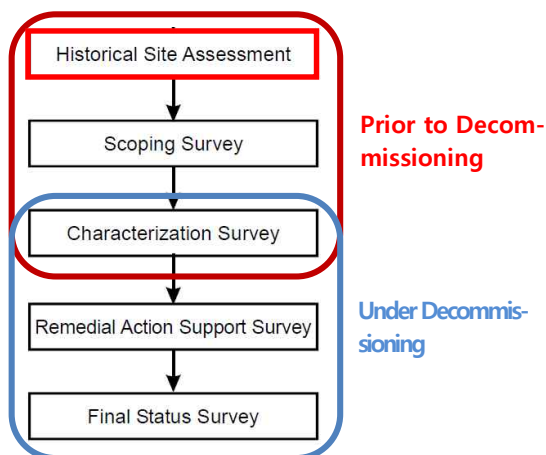 Historical Site Assessment
Scoping Survey
Prior to Decom-
missioning
Characterization Survey
Remedial Action Support Survey
Under Decommis-
sioning
Final Status Survey